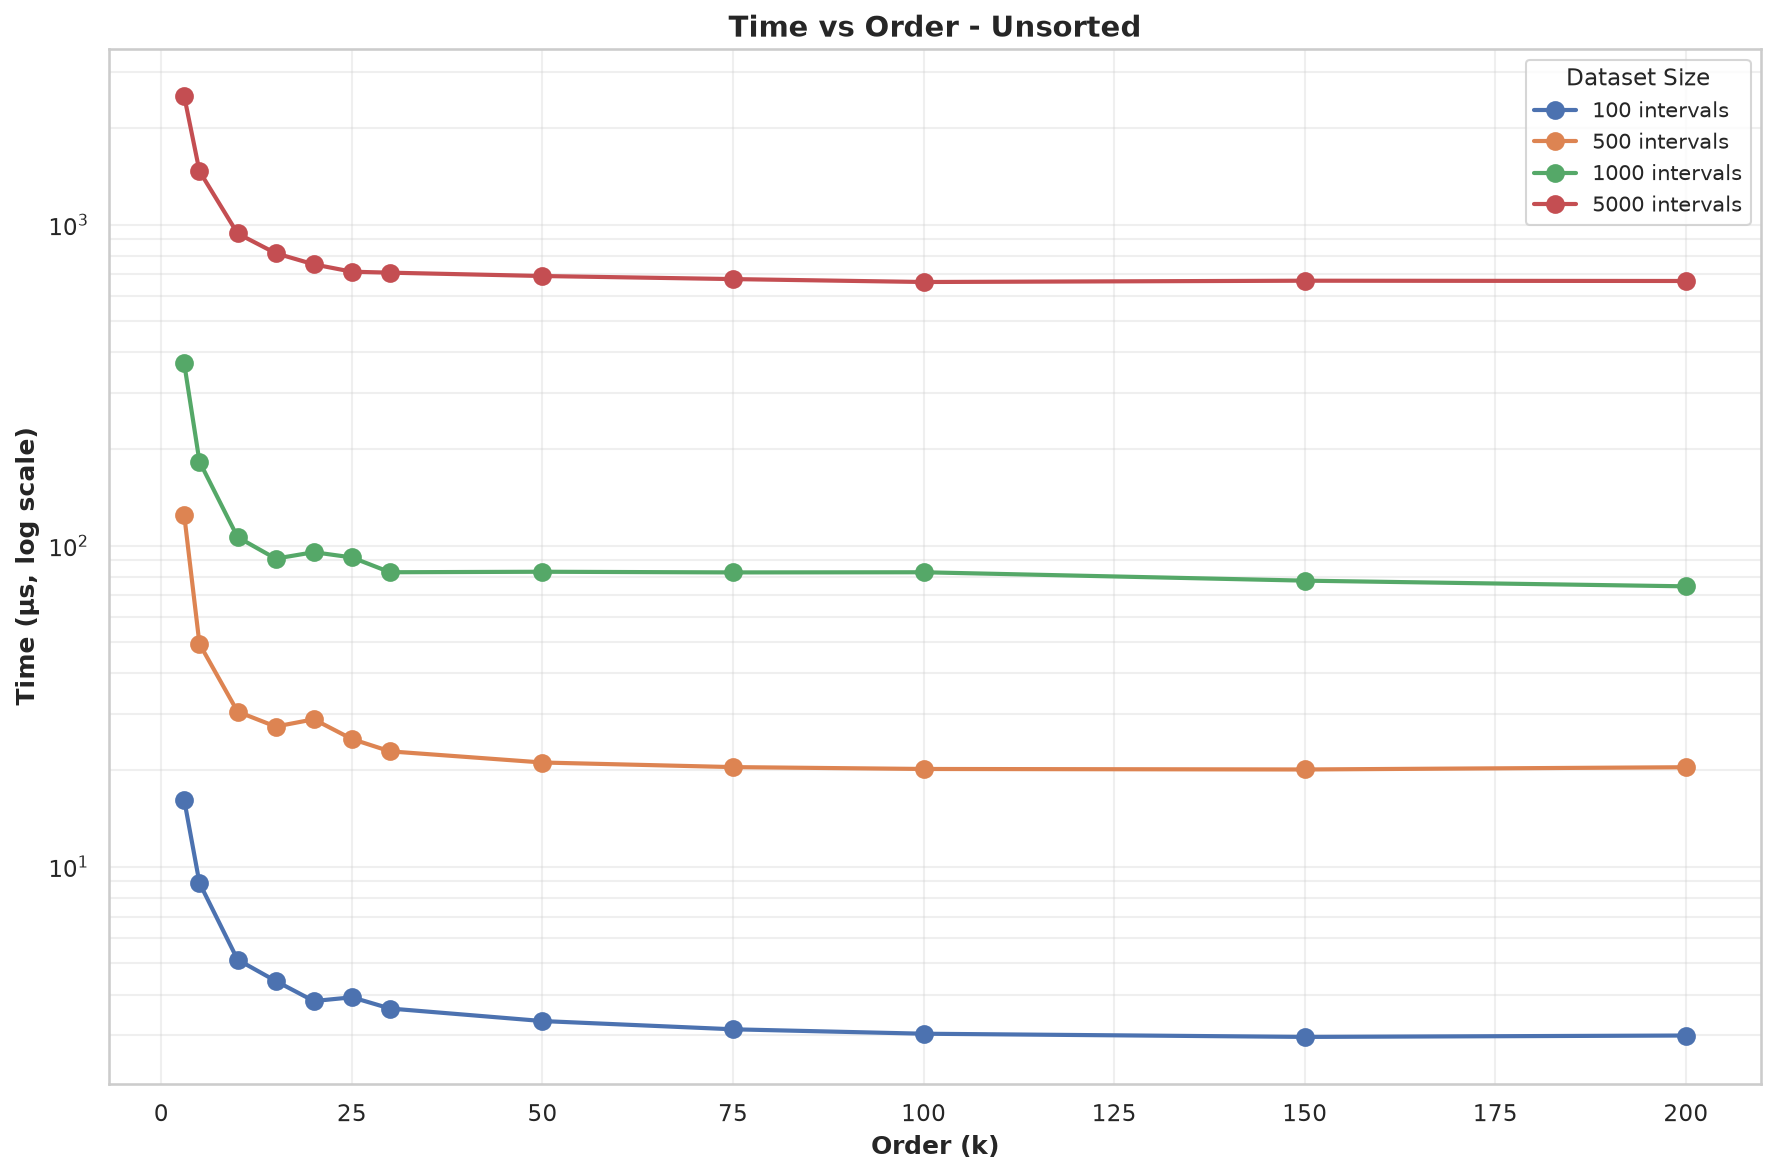 Time vs Order - Unsorted
Dataset Size
100 intervals
500 intervals
1000 intervals
5000 intervals
Time (µs, log scale)
10³
10²
10¹
0 25 50 75 100 125 150 175 200
Order (k)